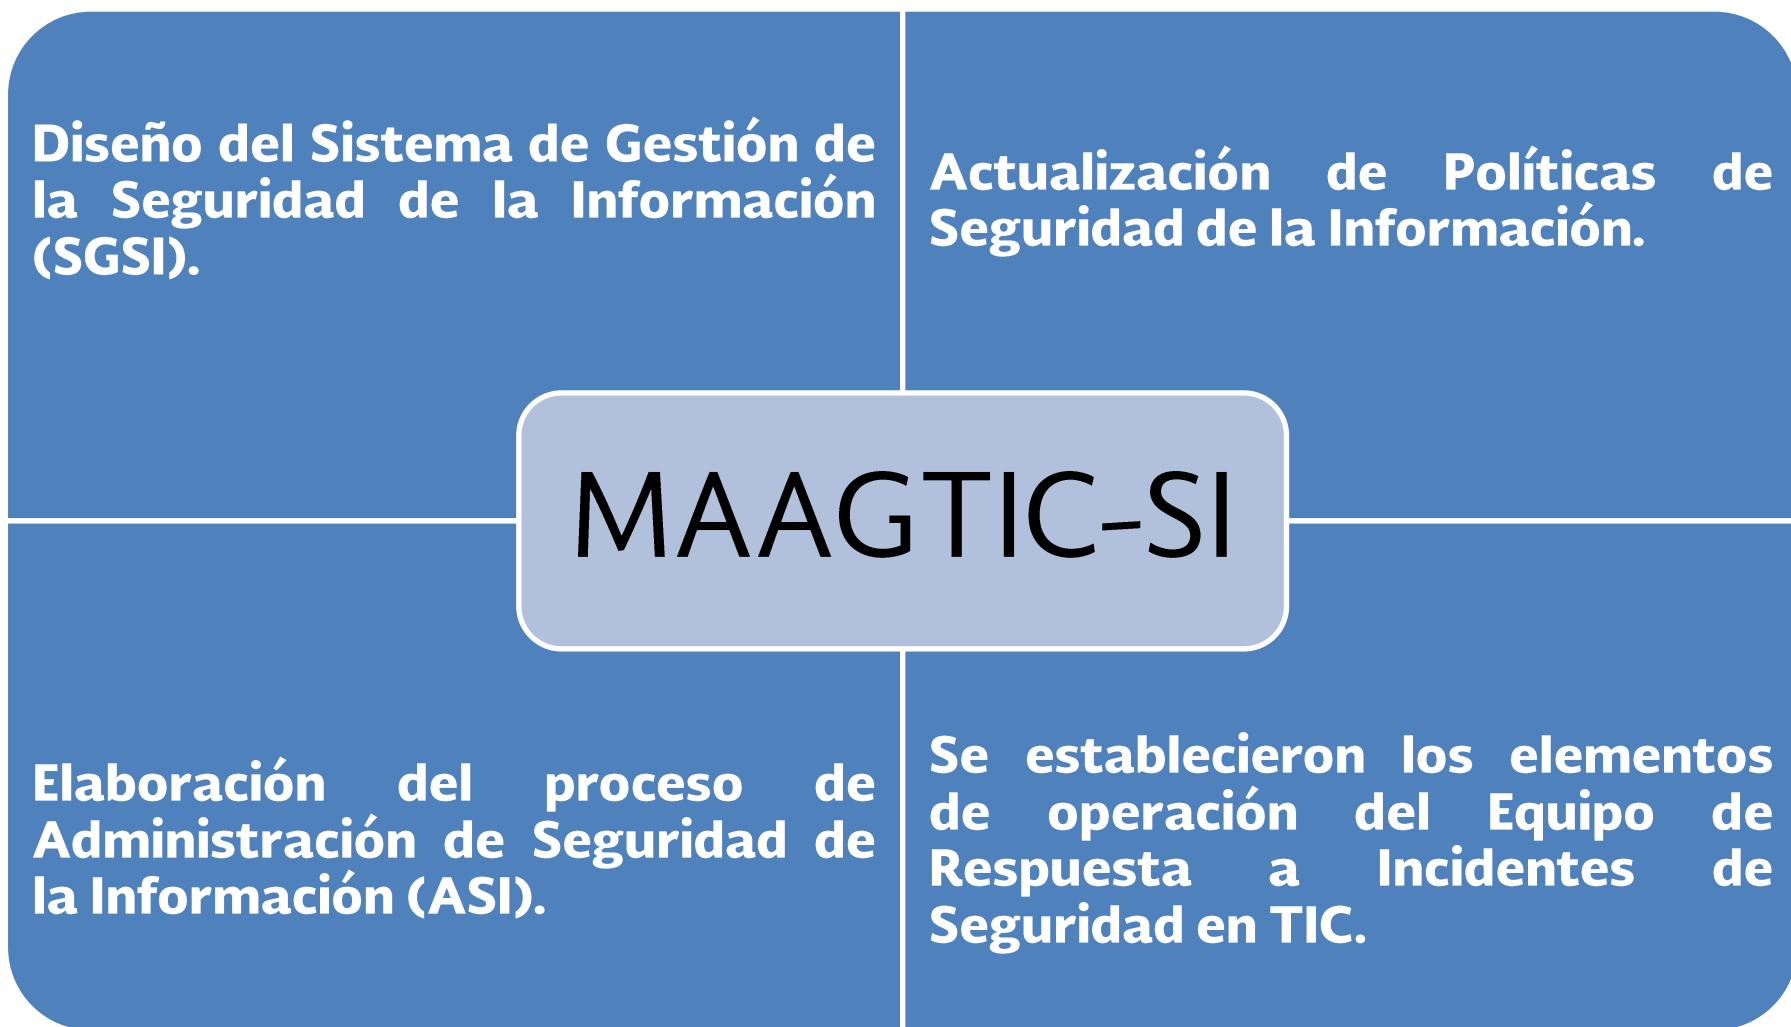 Diseño del Sistema de Gestión de
la Seguridad de la Información
(SGSI).
Actualización de Políticas de
Seguridad de la Información.
MAAGTIC-SI
Elaboración del proceso de
Administración de Seguridad de
la Información (ASI).
Se establecieron los elementos
de operación del Equipo de
Respuesta a Incidentes de
Seguridad en TIC.